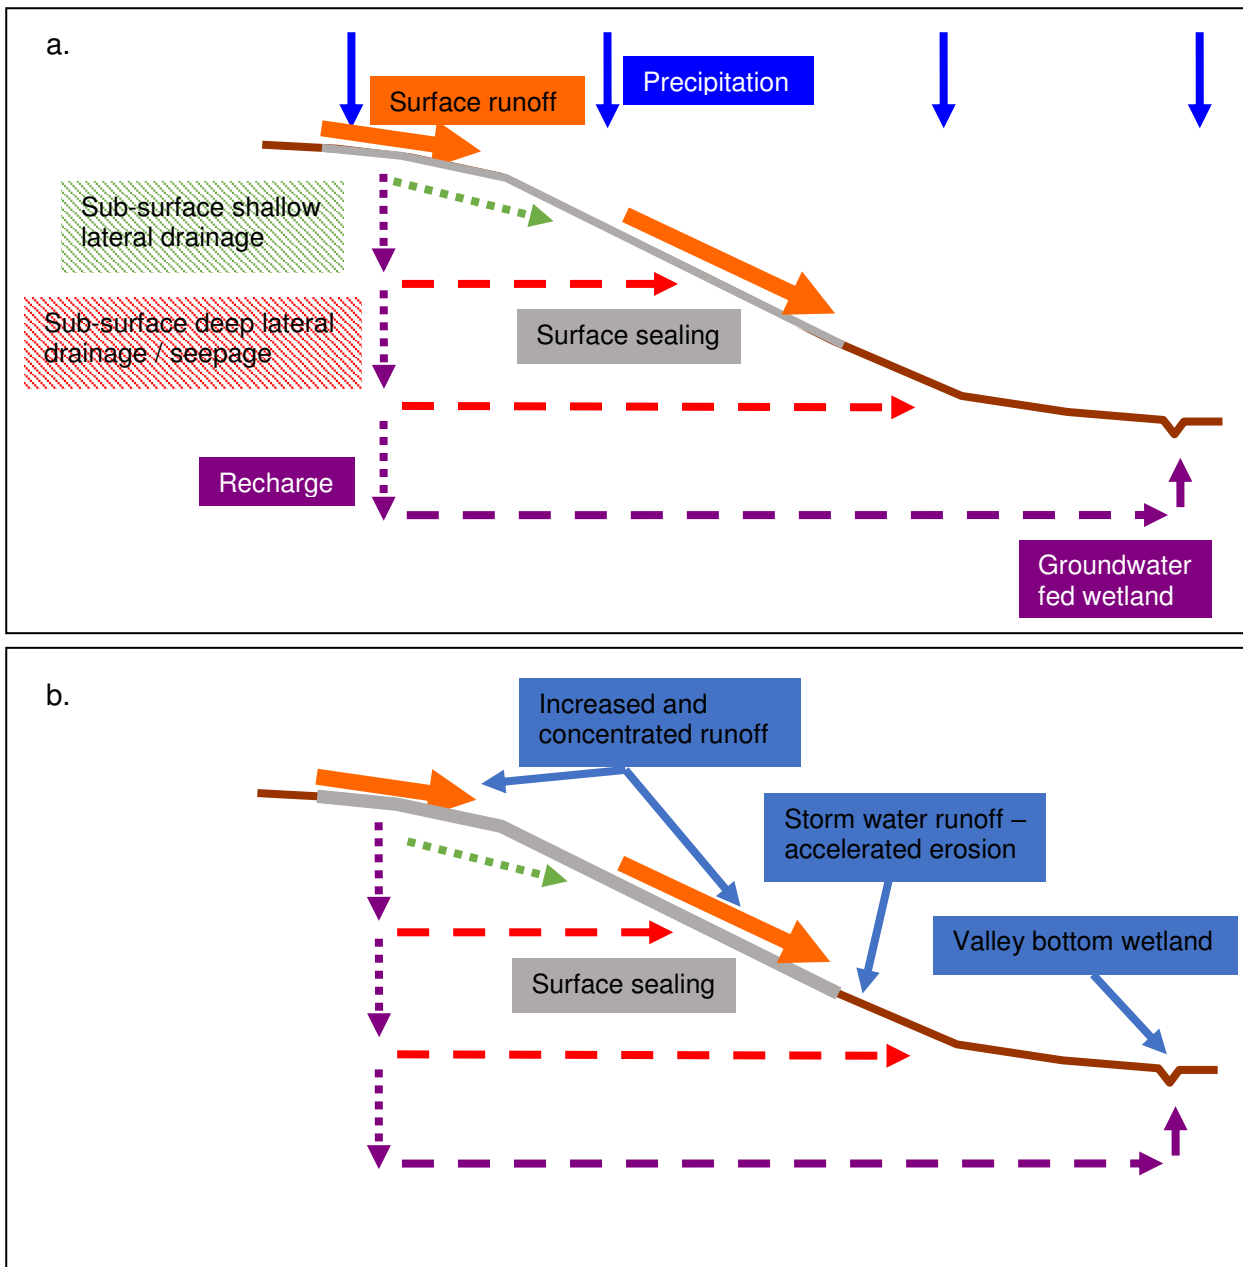 a.
Precipitation
Surface runoff
Sub-surface shallow
lateral drainage
Sub-surface deep lateral
drainage / seepage
Surface sealing
Recharge
Groundwater
fed wetland
b.
Increased and
concentrated runoff
Storm water runoff –
accelerated erosion
Valley bottom wetland
Surface sealing